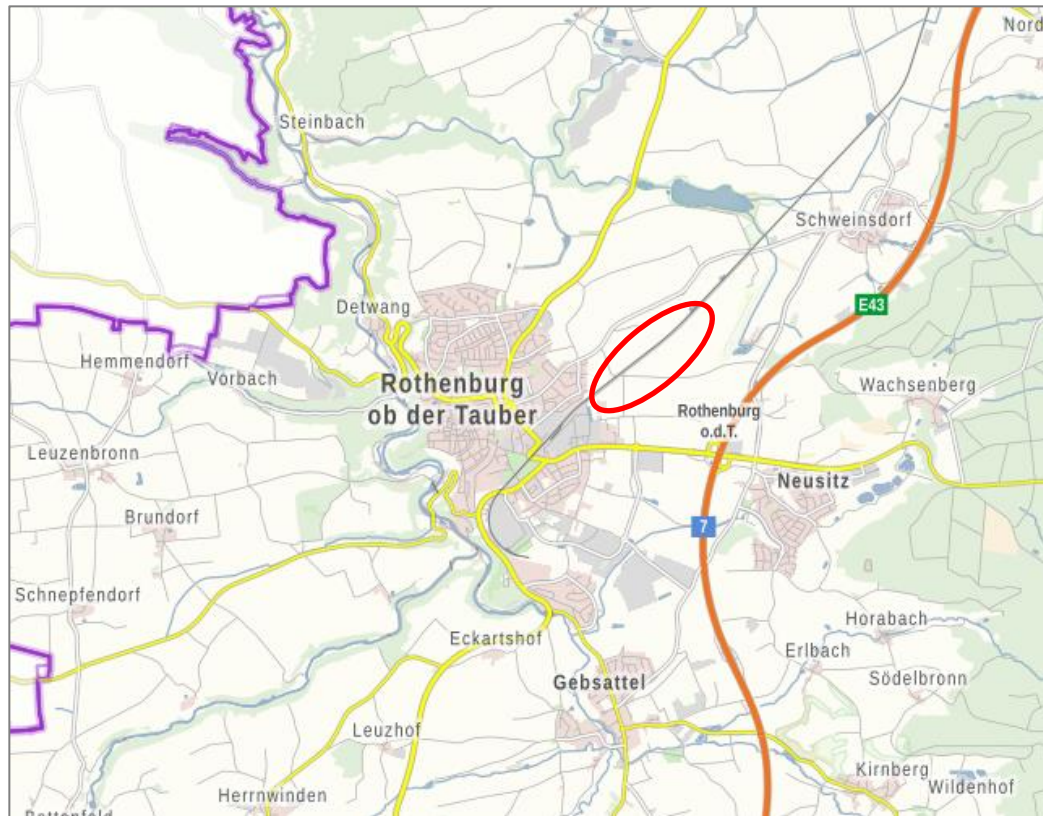 Nord
Steinbach
Schweinsdorf
E43
Detwang
Hemmendorf
Vorbach
Rothenburg
ob der Tauber
Wachsenberg
Rothenburg
o.d.T.
Leuzenbronn
Neusitz
Brundorf
7
Schnepfendorf
Horabach
Eckartshof
Erlbach
Södelbronn
Gebsattel
Leuzhof
Kirnberg
Wildenhof
Herrnwinden